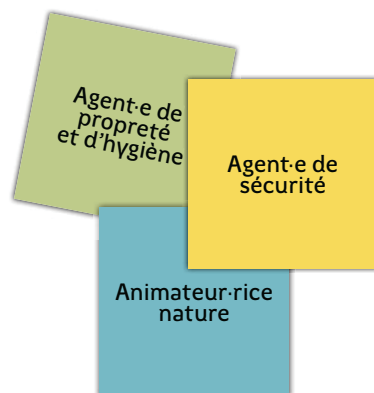 Agent·e de
propreté
et d'hygiène
Agent·e de
sécurité
Animateur·rice
nature